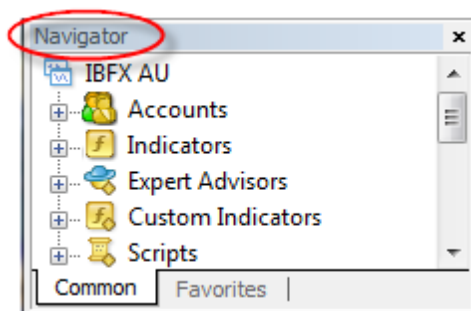 Navigator
IBFX AU
Accounts
Indicators
Expert Advisors
Custom Indicators
Scripts
Common Favorites